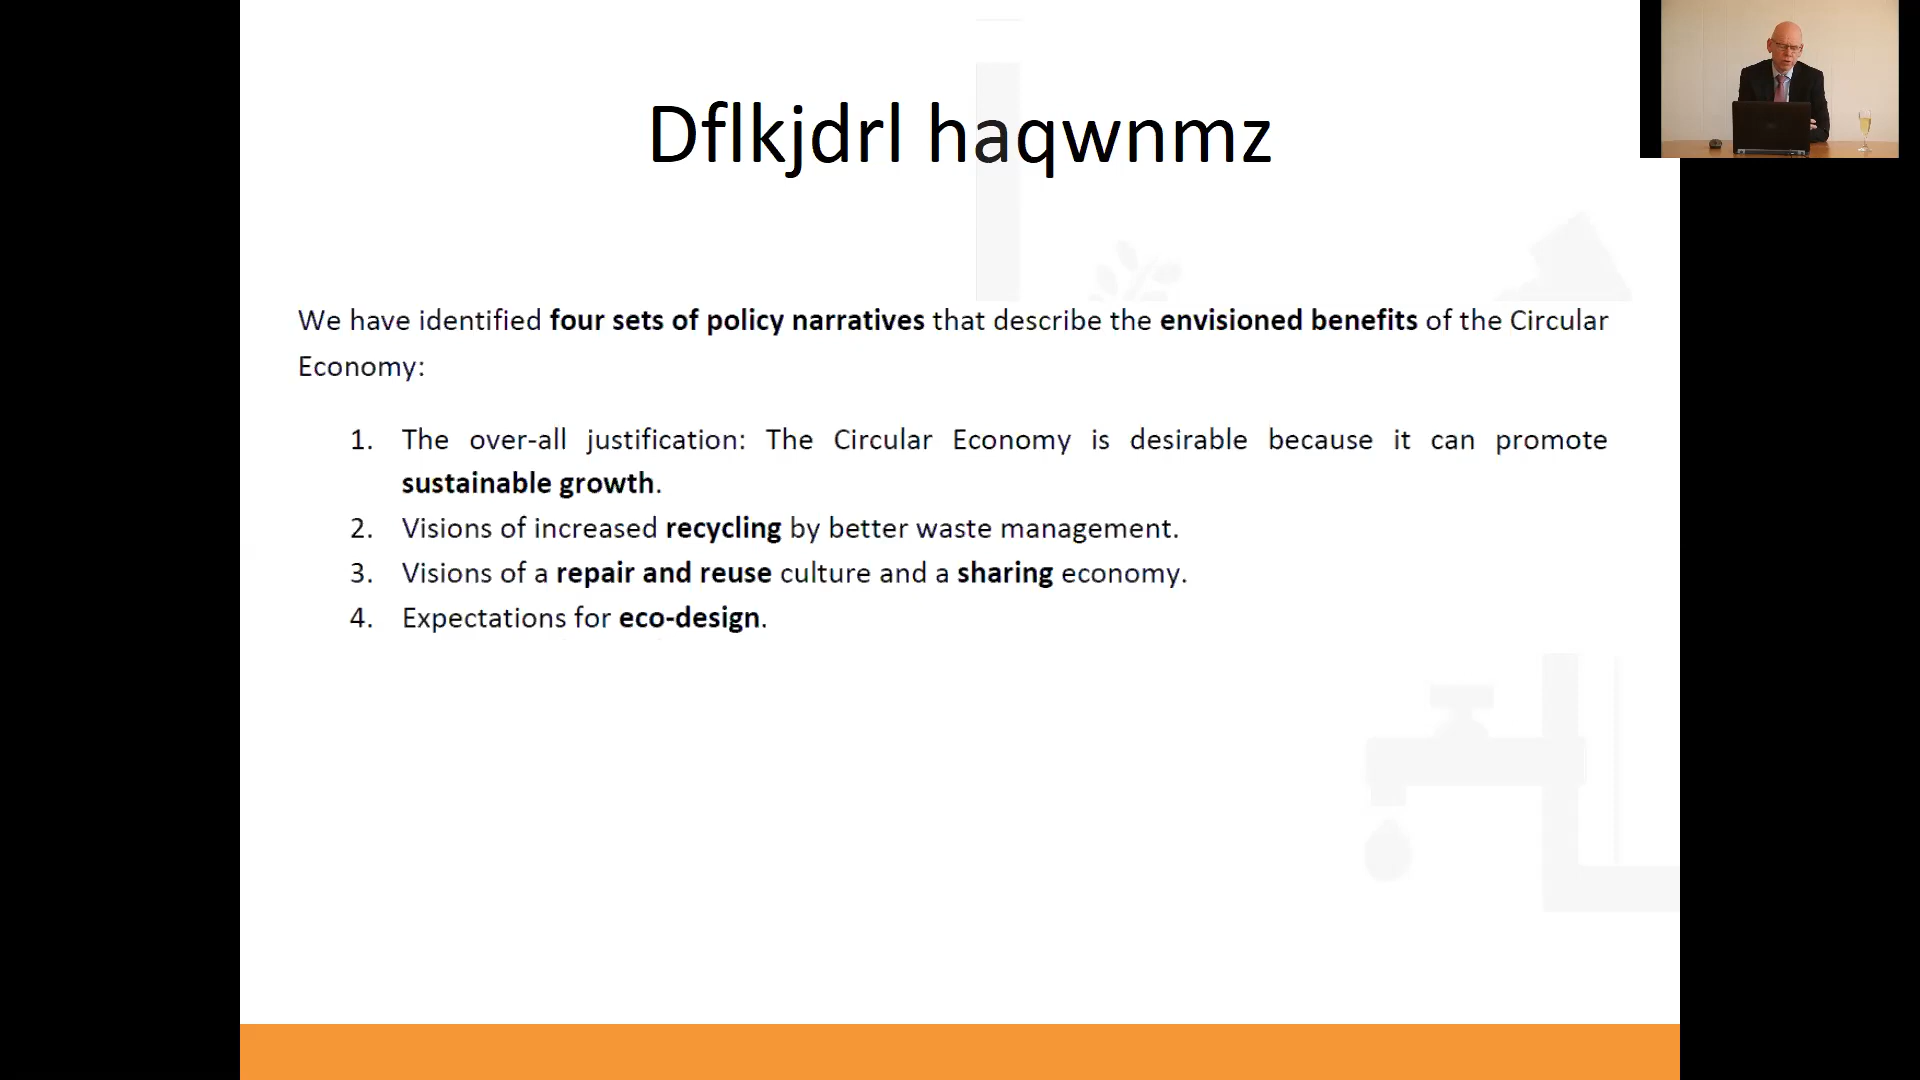 Dflkjdrl haqwnmz
We have identified four sets of policy narratives that describe the envisioned benefits of the Circular
Economy:
1. The over-all justification: The Circular Economy is desirable because it can promote
sustainable growth.
2. Visions of increased recycling by better waste management.
3. Visions of a repair and reuse culture and a sharing economy.
4. Expectations for eco-design.